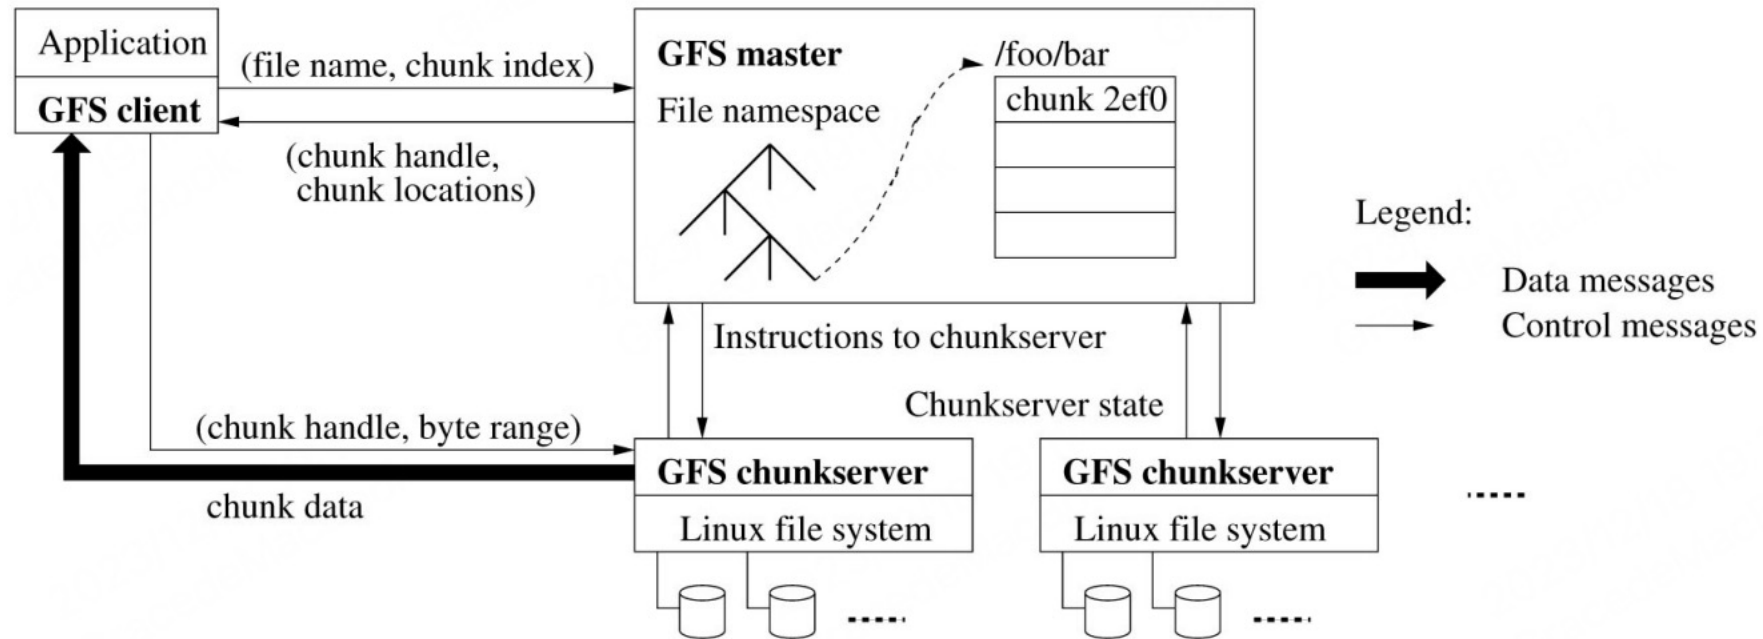 Application
GFS client
(file name, chunk index)
(chunk handle,
chunk locations)
GFS master
File namespace
/foo/bar
chunk 2ef0
Legend:
Data messages
Control messages
Instructions to chunkserver
Chunkserver state
(chunk handle, byte range)
chunk data
GFS chunkserver
Linux file system
GFS chunkserver
Linux file system